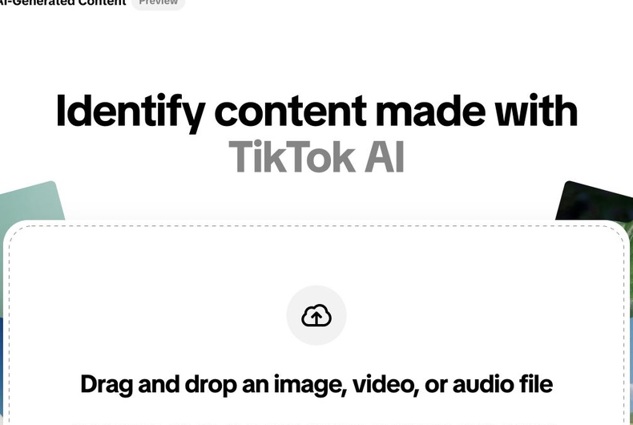 AI-Generated Content Preview
Identify content made with
TikTok AI
Drag and drop an image, video, or audio file